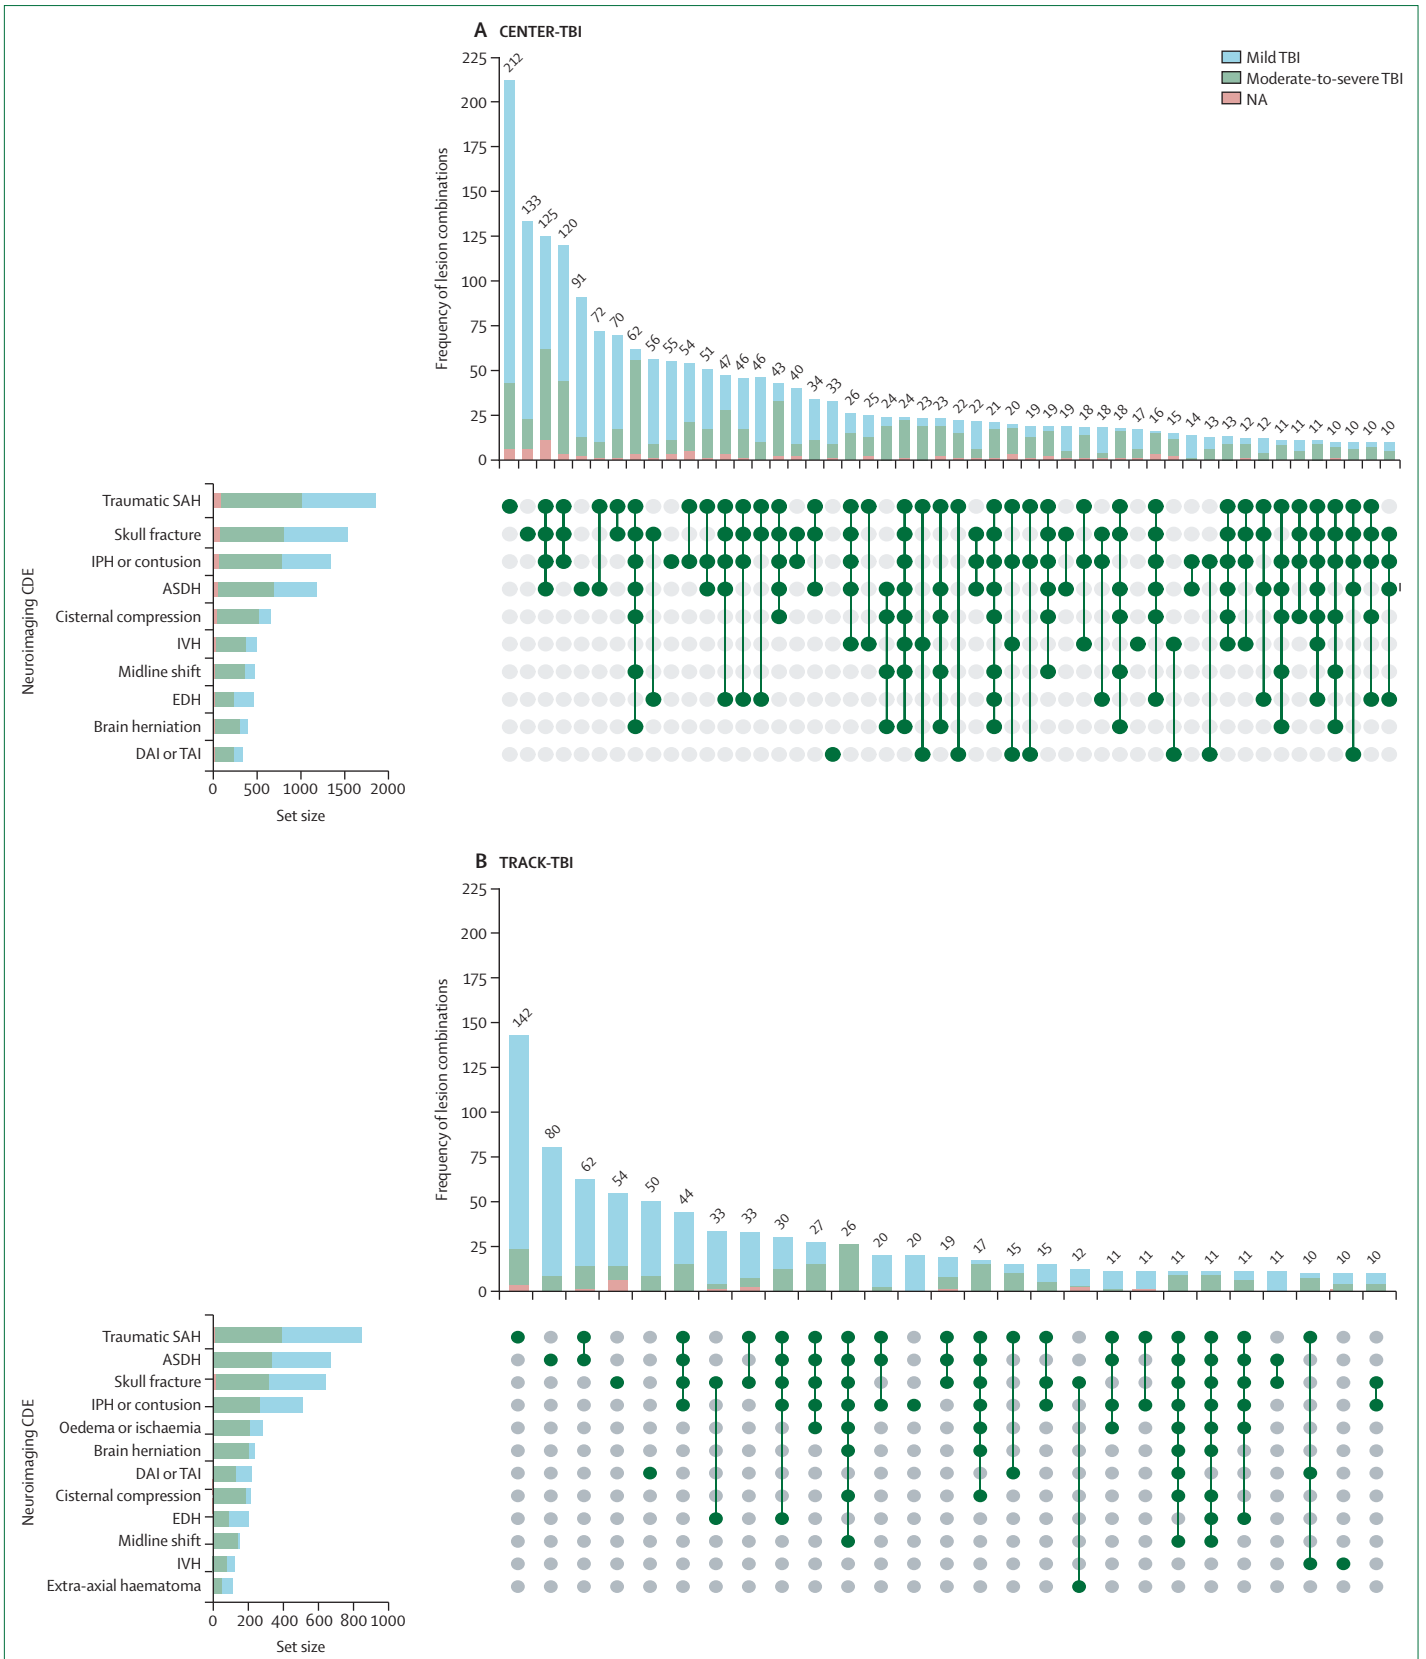 A CENTER-TBI
Mild TBI
Moderate-to-severe TBI
NA
Frequency of lesion combinations
225
200
175
150
125
100
75
50
25
0
212
133
125
120
91
72
70
62
56
55
54
51
47
46
46
43
40
34
33
26
25
24
24
23
23
22
22
21
20
19
19
19
18
18
18
17
16
15
14
13
13
12
12
11
11
11
10
10
10
10
Neuroimaging CDE
Traumatic SAH
Skull fracture
IPH or contusion
ASDH
Cisternal compression
IVH
Midline shift
EDH
Brain herniation
DAI or TAI
0 500 1000 1500 2000
Set size
B TRACK-TBI
Frequency of lesion combinations
225
200
175
150
125
100
75
50
25
0
142
80
62
54
50
44
33
33
30
27
26
20
20
19
17
15
15
12
11
11
11
11
11
11
10
10
10
Neuroimaging CDE
Traumatic SAH
ASDH
Skull fracture
IPH or contusion
Oedema or ischaemia
Brain herniation
DAI or TAI
Cisternal compression
EDH
Midline shift
IVH
Extra-axial haematoma
0 200 400 600 800 1000
Set size